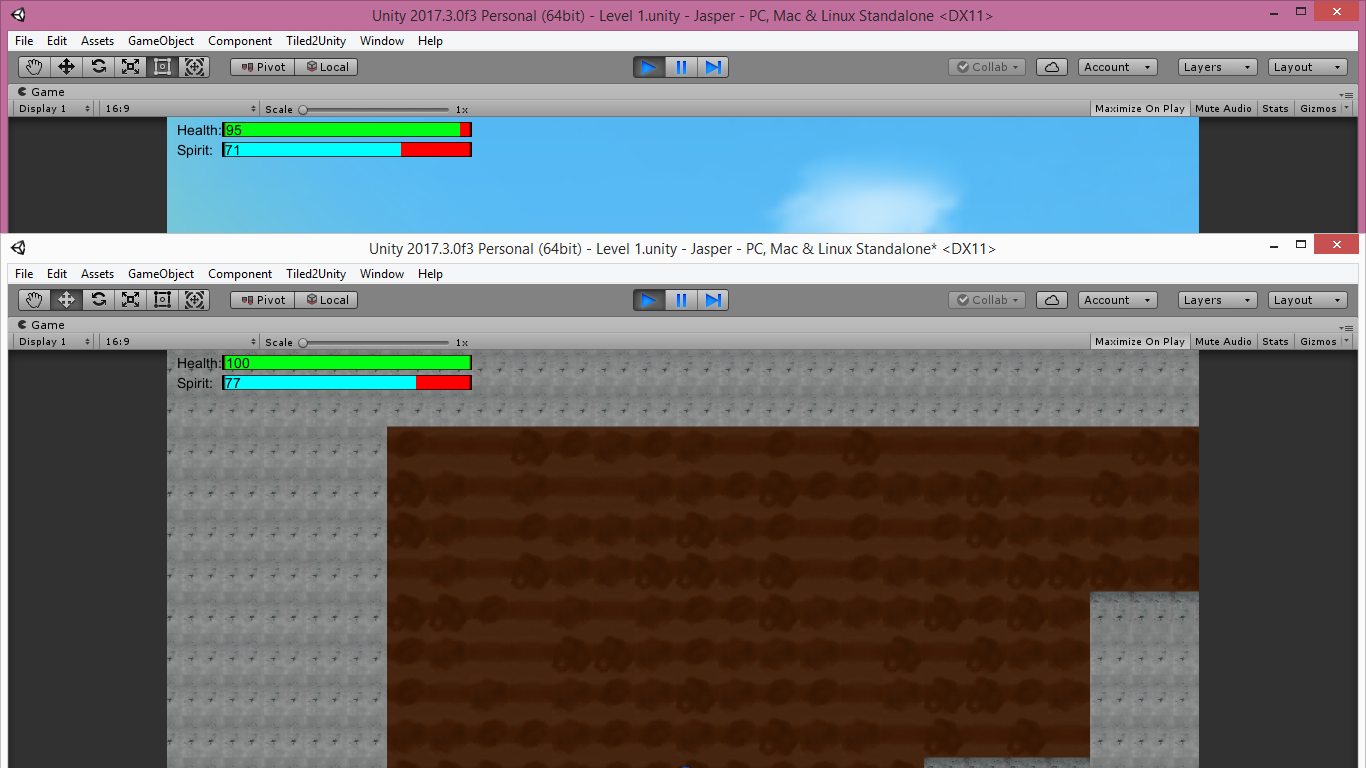 Unity 2017.3.0f3 Personal (64bit) - Level 1.unity - Jasper - PC, Mac & Linux Standalone <DX11>
File Edit Assets GameObject Component Tiled2Unity Window Help
Pivot Local Collab Account Layers Layout
Game
Display 1 16:9 Scale 1x Maximize On Play Mute Audio Stats Gizmos
Health: 95
Spirit: 71
Unity 2017.3.0f3 Personal (64bit) - Level 1.unity - Jasper - PC, Mac & Linux Standalone* <DX11>
File Edit Assets GameObject Component Tiled2Unity Window Help
Pivot Local Collab Account Layers Layout
Game
Display 1 16:9 Scale 1x Maximize On Play Mute Audio Stats Gizmos
Health: 100
Spirit: 77